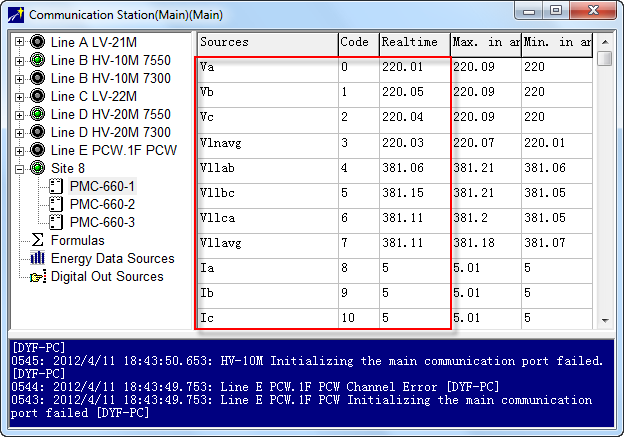 Communication Station(Main)(Main)
Line A LV-21M
Line B HV-10M 7550
Line B HV-10M 7300
Line C LV-22M
Line D HV-20M 7550
Line D HV-20M 7300
Line E PCW.1F PCW
Site 8
PMC-660-1
PMC-660-2
PMC-660-3
Formulas
Energy Data Sources
Digital Out Sources
Sources Code Realtime Max. in an Min. in an
Va 0 220.01 220.09 220
Vb 1 220.05 220.09 220
Vc 2 220.04 220.09 220
Vlnavg 3 220.03 220.07 220.01
Vllab 4 381.06 381.21 381.06
Vllbc 5 381.15 381.21 381.05
Vllca 6 381.11 381.2 381.05
Vllavg 7 381.11 381.18 381.07
Ia 8 5 5.01 5
Ib 9 5 5.01 5
Ic 10 5 5.01 5
[DYF-PC]
0545: 2012/4/11 18:43:50.653: HV-10M Initializing the main communication port failed.
[DYF-PC]
0544: 2012/4/11 18:43:49.753: Line E PCW.1F PCW Channel Error [DYF-PC]
0543: 2012/4/11 18:43:49.753: Line E PCW.1F PCW Initializing the main communication
port failed [DYF-PC]